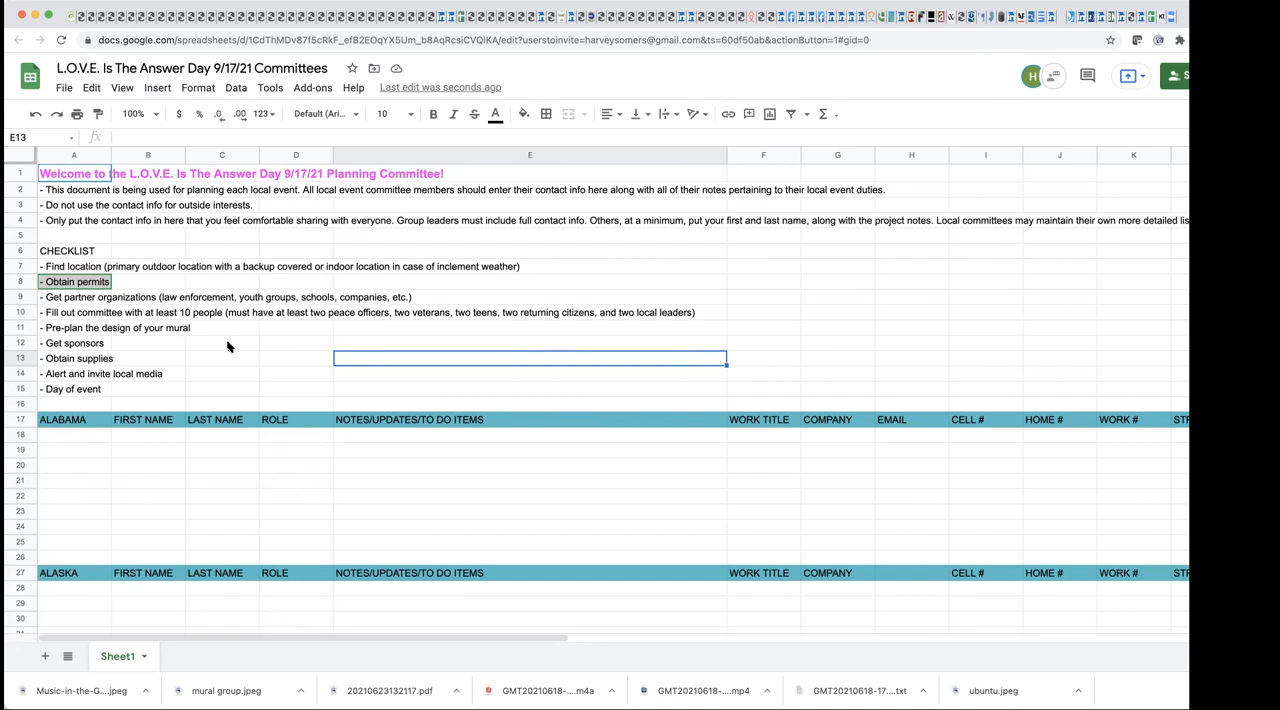 docs.google.com/spreadsheets/d/1CdThMDv87f5cRkF_efB2EOqYX5Um_b8AqRcsiCVQIKA/edit?userstoinvite=harveysomers@gmail.com&ts=60df50ab&actionButton=1#gid=0
L.O.V.E. Is The Answer Day 9/17/21 Committees
H
File Edit View Insert Format Data Tools Add-ons Help Last edit was seconds ago
100% $ % .0 .00 123 Default (Ari... 10 B I S A
E13 fx
A B C D E F G H I J K
1 Welcome to the L.O.V.E. Is The Answer Day 9/17/21 Planning Committee!
2 - This document is being used for planning each local event. All local event committee members should enter their contact info here along with all of their notes pertaining to their local event duties.
3 - Do not use the contact info for outside interests.
4 - Only put the contact info in here that you feel comfortable sharing with everyone. Group leaders must include full contact info. Others, at a minimum, put your first and last name, along with the project notes. Local committees may maintain their own more detailed lis
5
6 CHECKLIST
7 - Find location (primary outdoor location with a backup covered or indoor location in case of inclement weather)
8 - Obtain permits
9 - Get partner organizations (law enforcement, youth groups, schools, companies, etc.)
10 - Fill out committee with at least 10 people (must have at least two peace officers, two veterans, two teens, two returning citizens, and two local leaders)
11 - Pre-plan the design of your mural
12 - Get sponsors
13 - Obtain supplies
14 - Alert and invite local media
15 - Day of event
16
17 ALABAMA FIRST NAME LAST NAME ROLE NOTES/UPDATES/TO DO ITEMS WORK TITLE COMPANY EMAIL CELL # HOME # WORK # STR
18
19
20
21
22
23
24
25
26
27 ALASKA FIRST NAME LAST NAME ROLE NOTES/UPDATES/TO DO ITEMS WORK TITLE COMPANY CELL # HOME # WORK # STR
28
29
30
Sheet1
Music-in-the-G....jpeg mural group.jpeg 20210623132117.pdf GMT20210618-....m4a GMT20210618-....mp4 GMT20210618-17....txt ubuntu.jpeg